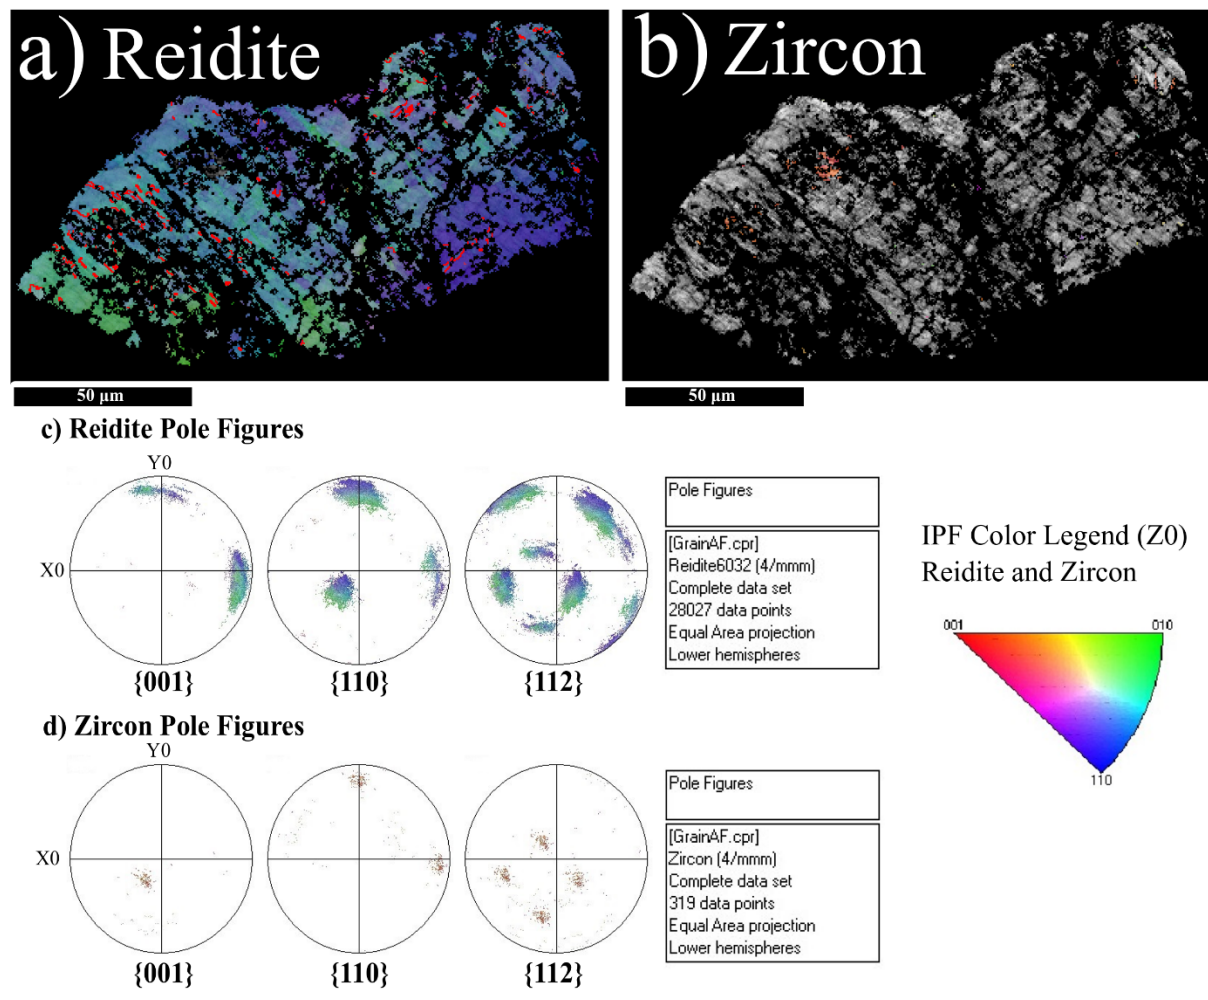 a) Reidite
b) Zircon
50 µm
50 µm
c) Reidite Pole Figures
Y0
X0
{001}
{110}
{112}
Pole Figures
[GrainAF.cpr]
Reidite6032 (4/mmm)
Complete data set
28027 data points
Equal Area projection
Lower hemispheres
IPF Color Legend (Z0)
Reidite and Zircon
001
010
110
d) Zircon Pole Figures
Y0
X0
{001}
{110}
{112}
Pole Figures
[GrainAF.cpr]
Zircon (4/mmm)
Complete data set
319 data points
Equal Area projection
Lower hemispheres